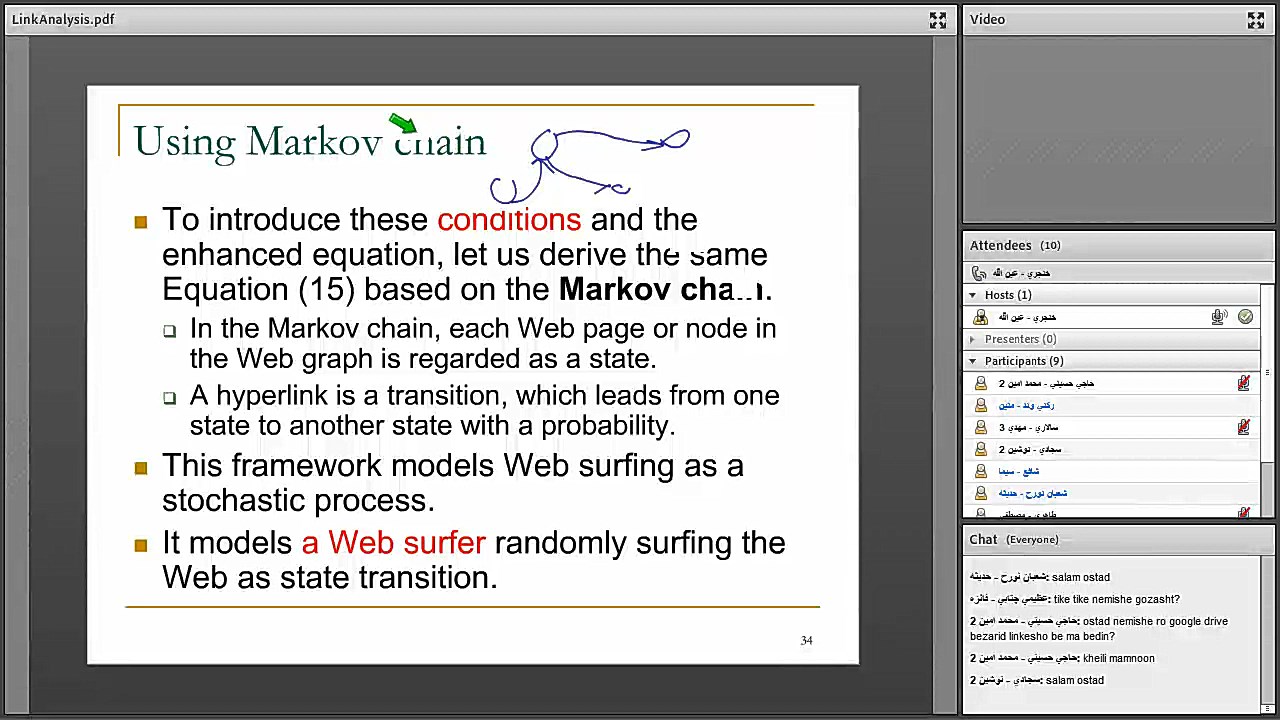 LinkAnalysis.pdf
Using Markov chain
To introduce these conditions and the
enhanced equation, let us derive the same
Equation (15) based on the Markov chain.
In the Markov chain, each Web page or node in
the Web graph is regarded as a state.
A hyperlink is a transition, which leads from one
state to another state with a probability.
This framework models Web surfing as a
stochastic process.
It models a Web surfer randomly surfing the
Web as state transition.
34
Video
Attendees (10)
خنجري - عين الله
Hosts (1)
خنجري - عين الله
Presenters (0)
Participants (9)
حاجي حسيني - محمد امين 2
ركني وند - متين
سالاري - مهدي 3
سجادي - نوشين 2
شافع - سيما
شعبان نورح - حديثه
طاهري - مصطفي
Chat (Everyone)
شعبان نورح - حديثه: salam ostad
عظيمي جنابي - فائزه: tike tike nemishe gozasht?
حاجي حسيني - محمد امين 2: ostad nemishe ro google drive
bezarid linkesho be ma bedin?
حاجي حسيني - محمد امين 2: kheili mamnoon
سجادي - نوشين 2: salam ostad